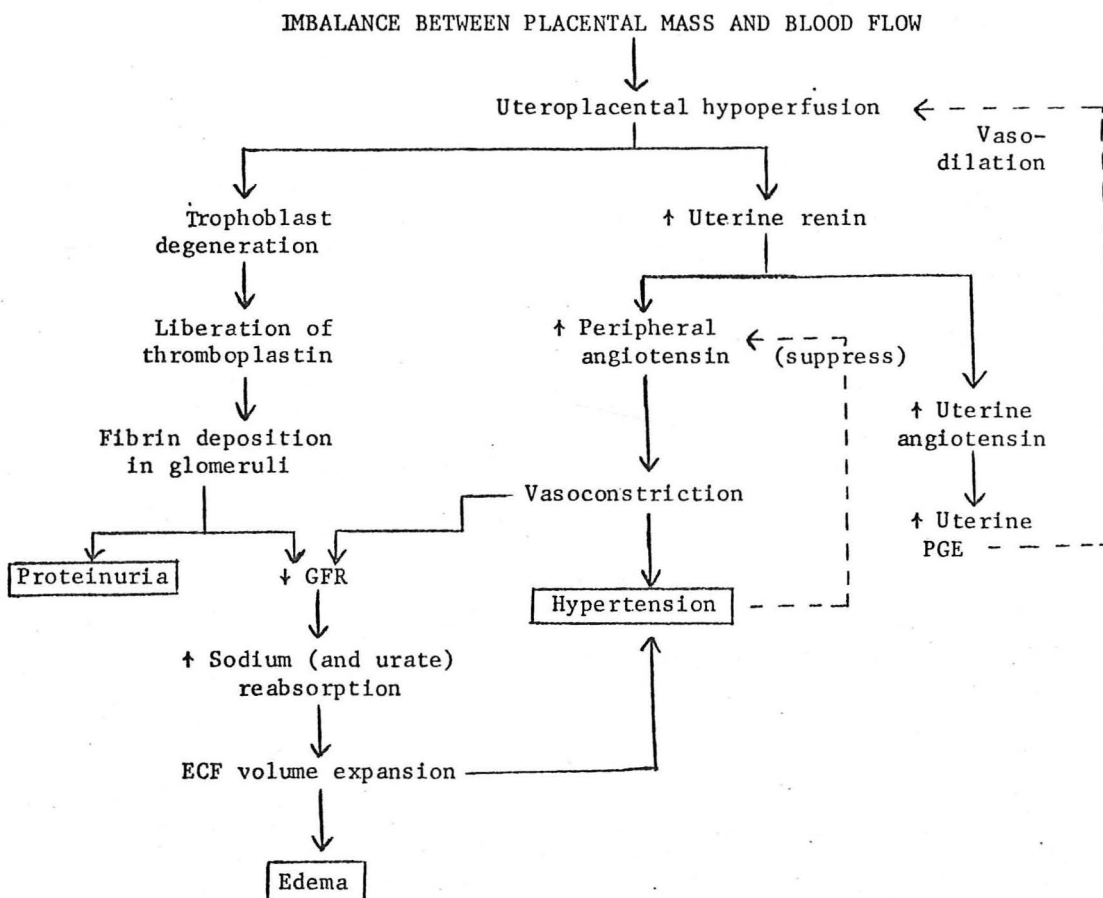 IMBALANCE BETWEEN PLACENTAL MASS AND BLOOD FLOW
Uteroplacental hypoperfusion
Vaso-
dilation
Trophoblast
degeneration
↑ Uterine renin
Liberation of
thromboplastin
↑ Peripheral
angiotensin
(suppress)
↑ Uterine
angiotensin
Fibrin deposition
in glomeruli
Vasoconstriction
↑ Uterine
PGE
Proteinuria
↓ GFR
Hypertension
↑ Sodium (and urate)
reabsorption
ECF volume expansion
Edema